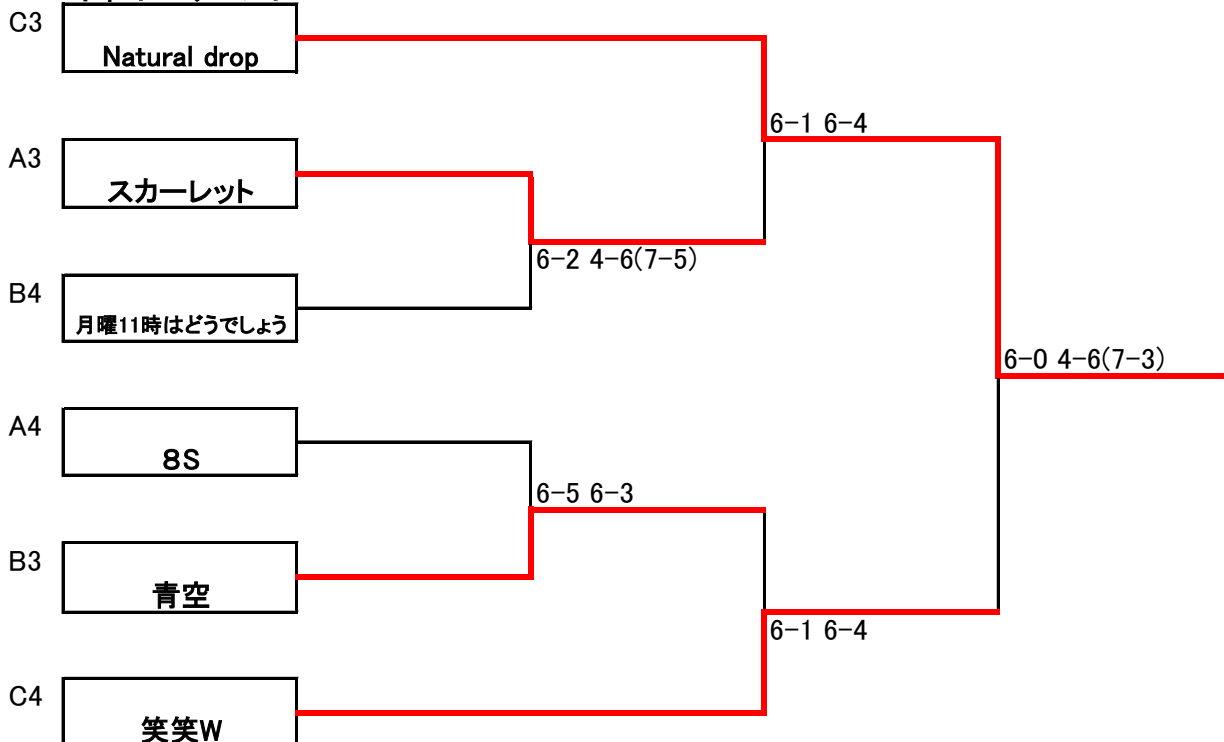 C3
Natural drop
6-1 6-4
A3
スカーレット
6-2 4-6(7-5)
B4
月曜11時はどうでしょう
6-0 4-6(7-3)
A4
8S
6-5 6-3
B3
青空
6-1 6-4
C4
笑笑W